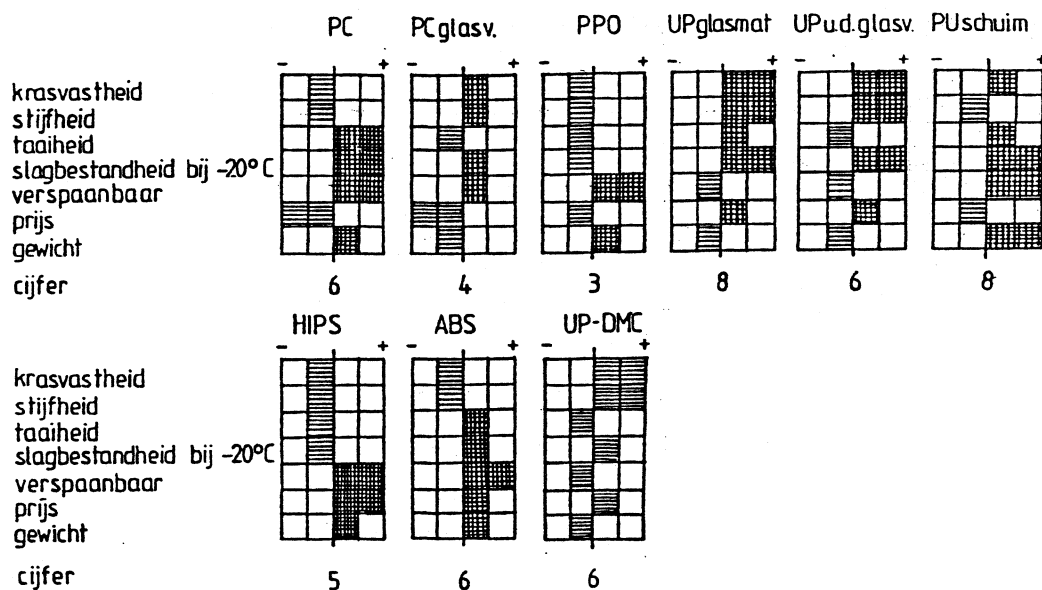 PC PCglasv. PPO UPglasmat UPu.d.glasv. PUschuim
- + - + - + - + - + - +
krasvastheid
stijfheid
taaiheid
slagbestandheid bij -20°C
verspaanbaar
prijs
gewicht
cijfer 6 4 3 8 6 8
HIPS ABS UP-DMC
- + - + - +
krasvastheid
stijfheid
taaiheid
slagbestandheid bij -20°C
verspaanbaar
prijs
gewicht
cijfer 5 6 6